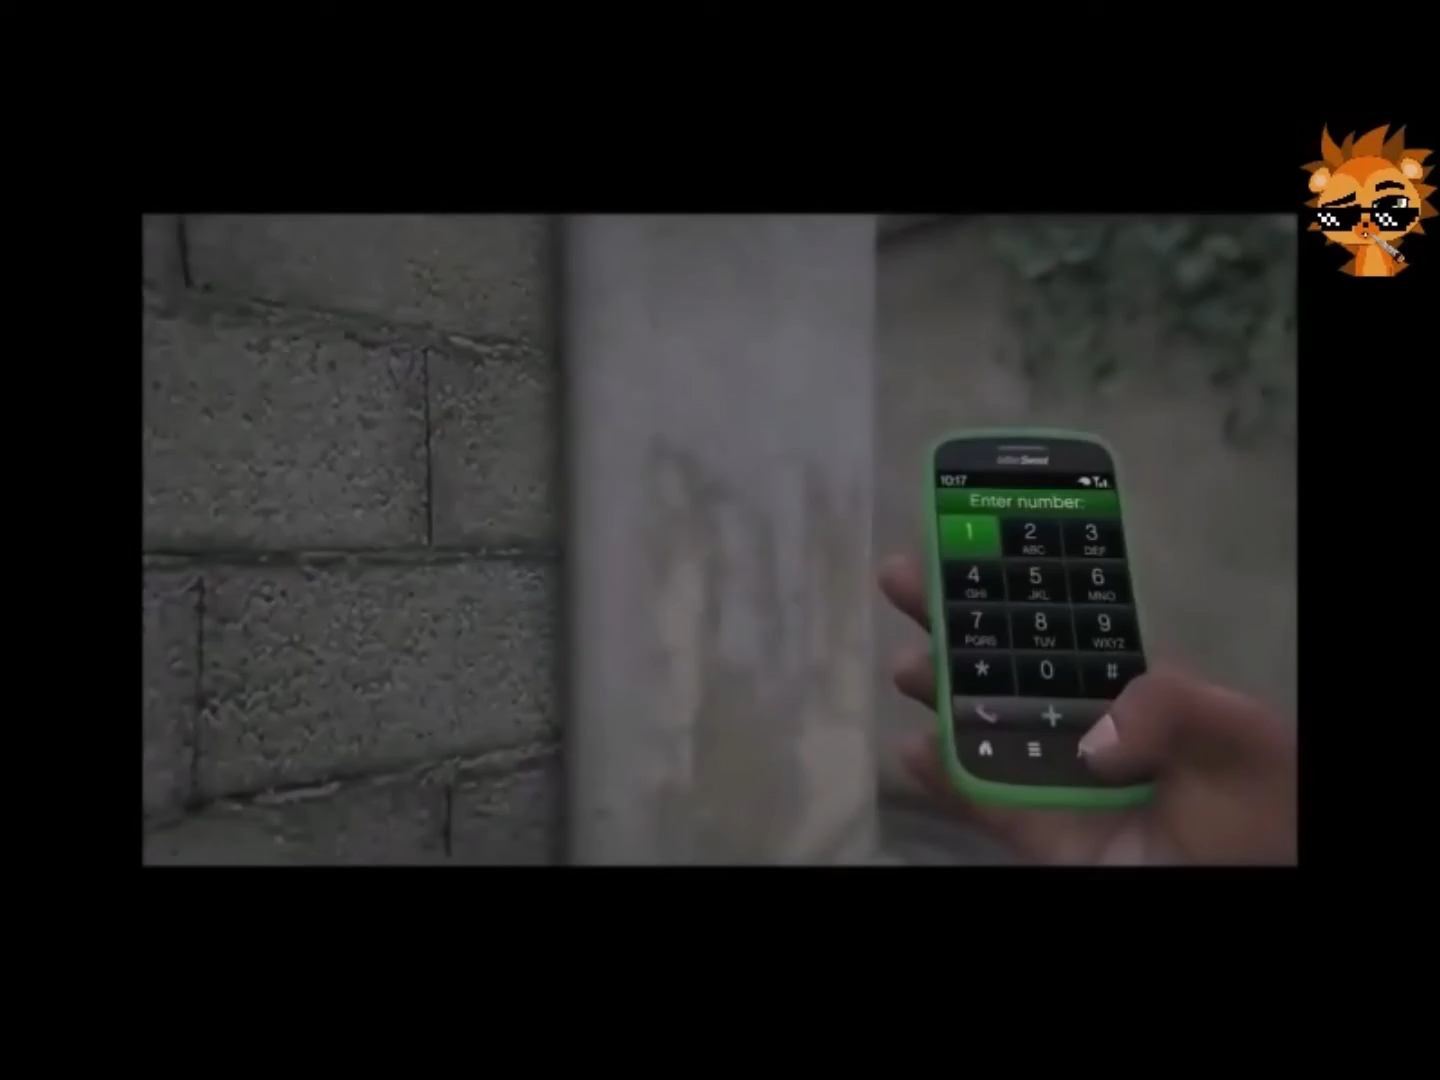 10:17
Enter number:
1 2 3
ABC DEF
4 5 6
GHI JKL MNO
7 8 9
PQRS TUV WXYZ
* 0 #
+